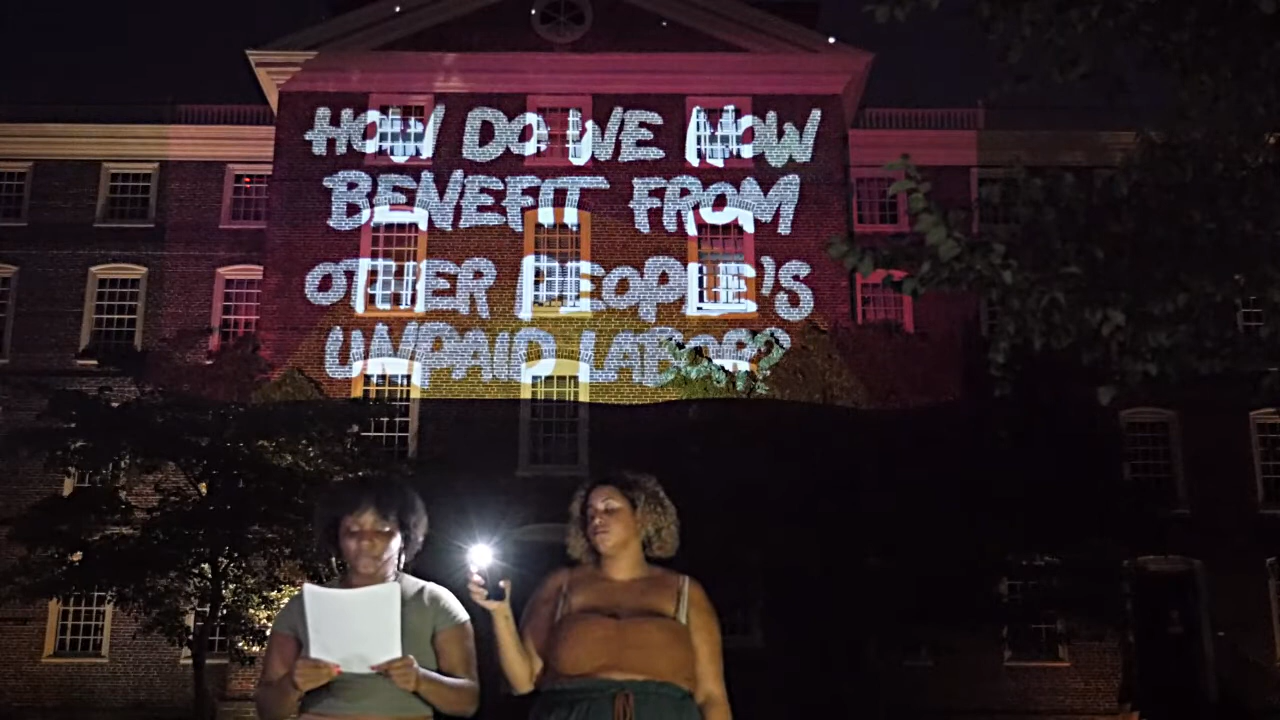 HOW DO WE NOW
BENEFIT FROM
OTHER PEOPLE'S
UNPAID LABOR?